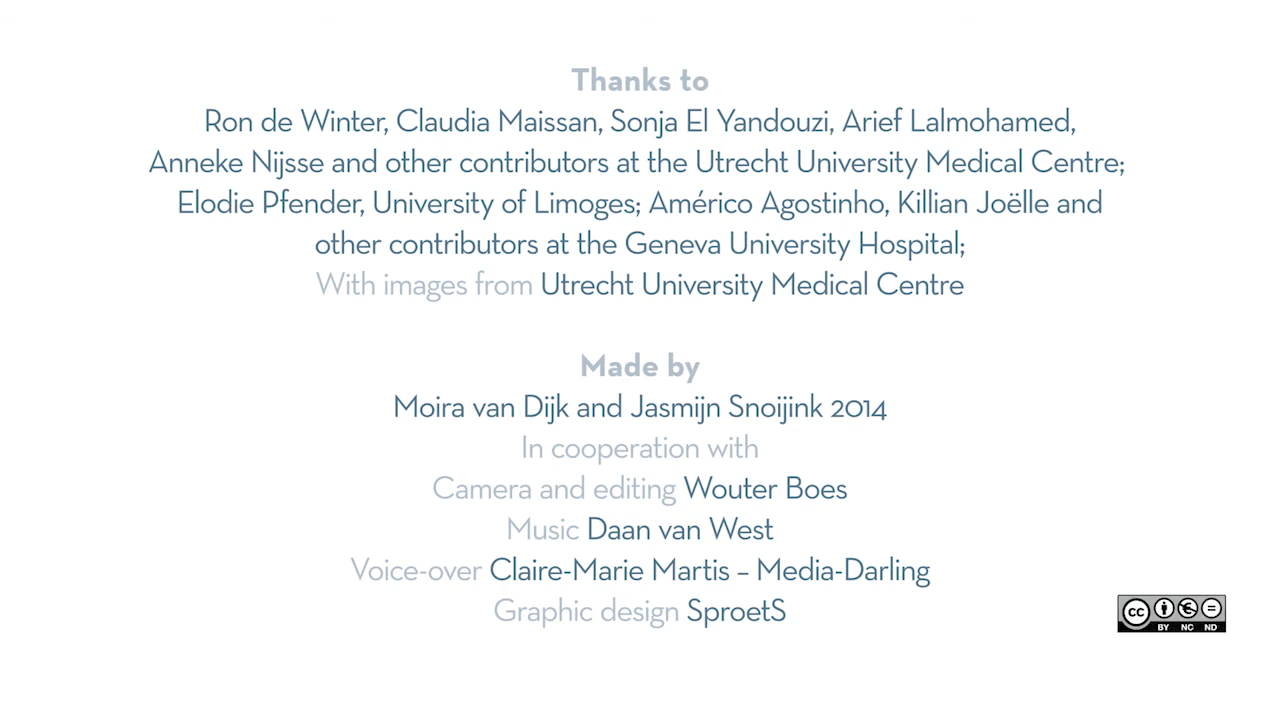 Thanks to
Ron de Winter, Claudia Maissan, Sonja El Yandouzi, Arief Lalmohamed,
Anneke Nijsse and other contributors at the Utrecht University Medical Centre;
Elodie Pfender, University of Limoges; Américo Agostinho, Killian Joëlle and
other contributors at the Geneva University Hospital;
With images from Utrecht University Medical Centre
Made by
Moira van Dijk and Jasmijn Snoijink 2014
In cooperation with
Camera and editing Wouter Boes
Music Daan van West
Voice-over Claire-Marie Martis – Media-Darling
Graphic design SproetS
cc
BY NC ND